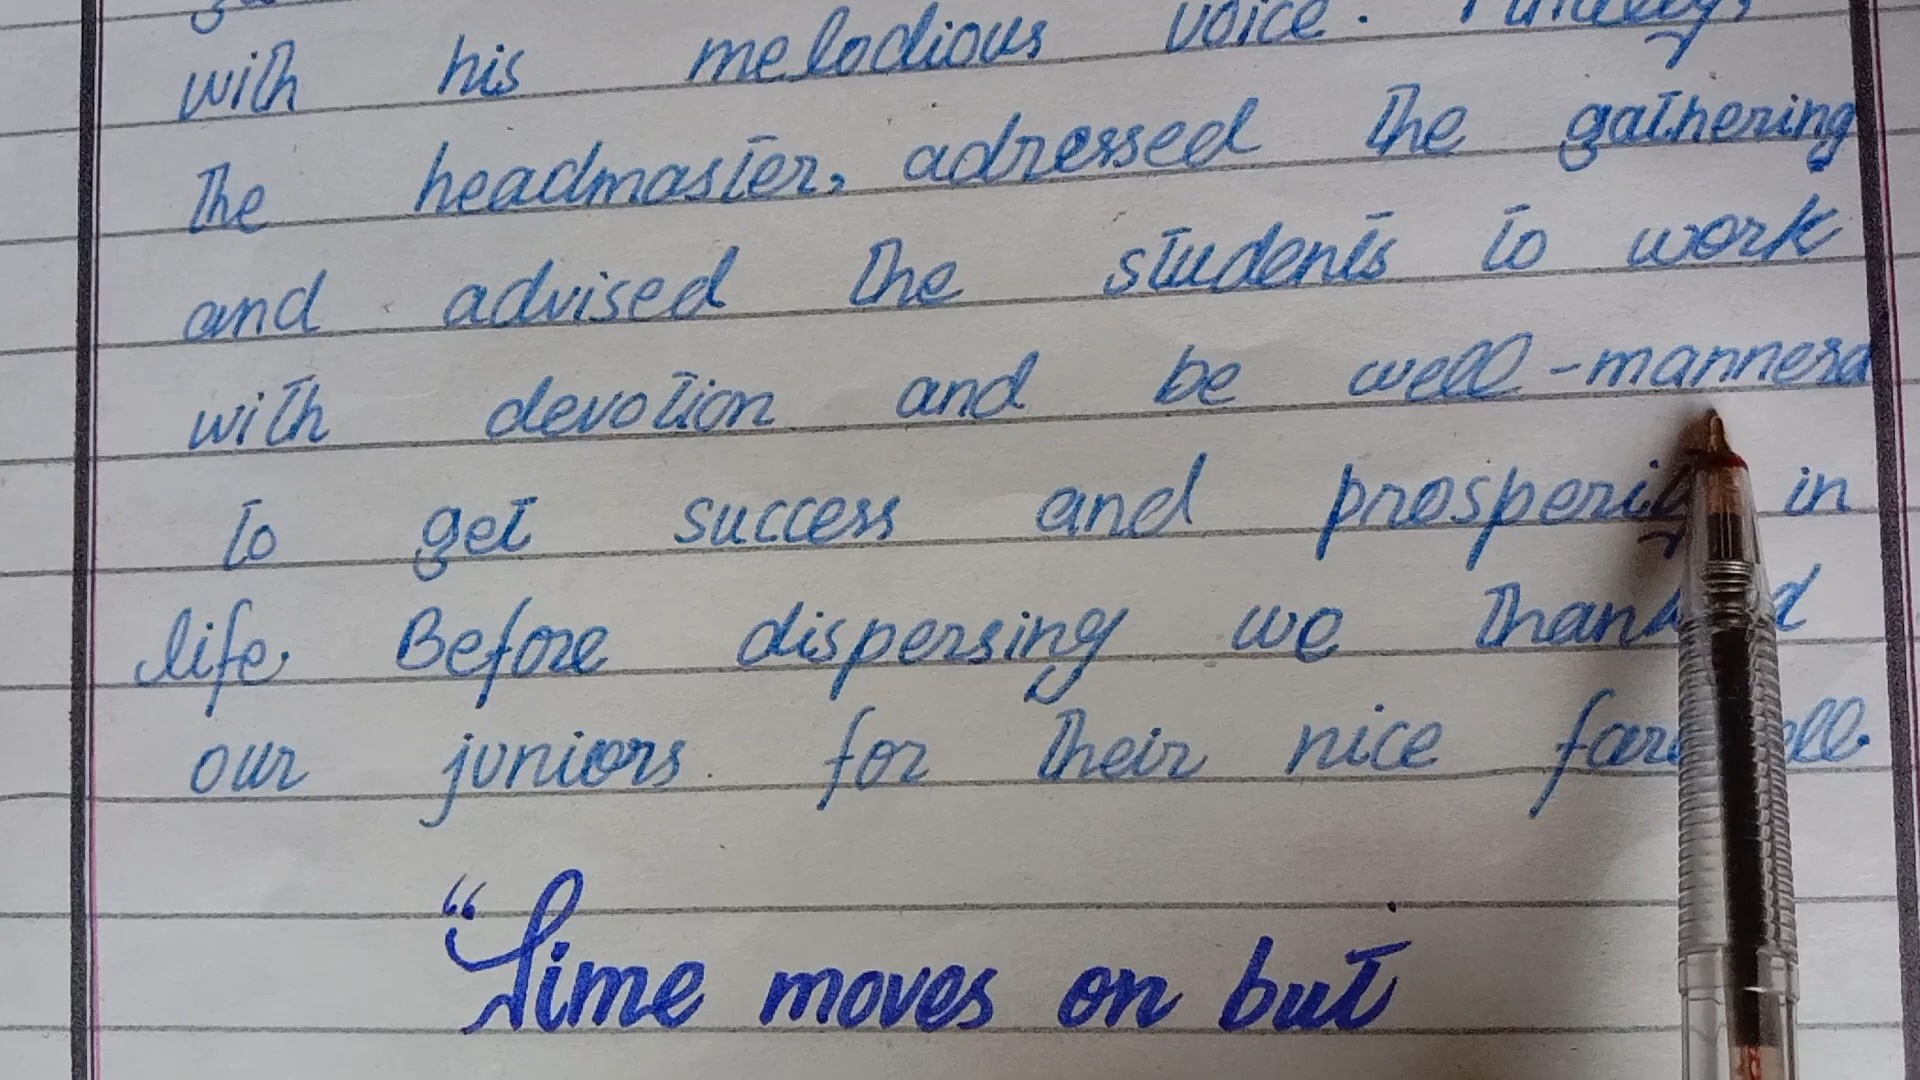 with his melodious voice. Finally,
the headmaster, adressed the gathering
and advised the students to work
with devotion and be well-mannerd
to get success and prosperity in
life. Before dispersing we thanked
our juniors for their nice farewell.
"Time moves on but